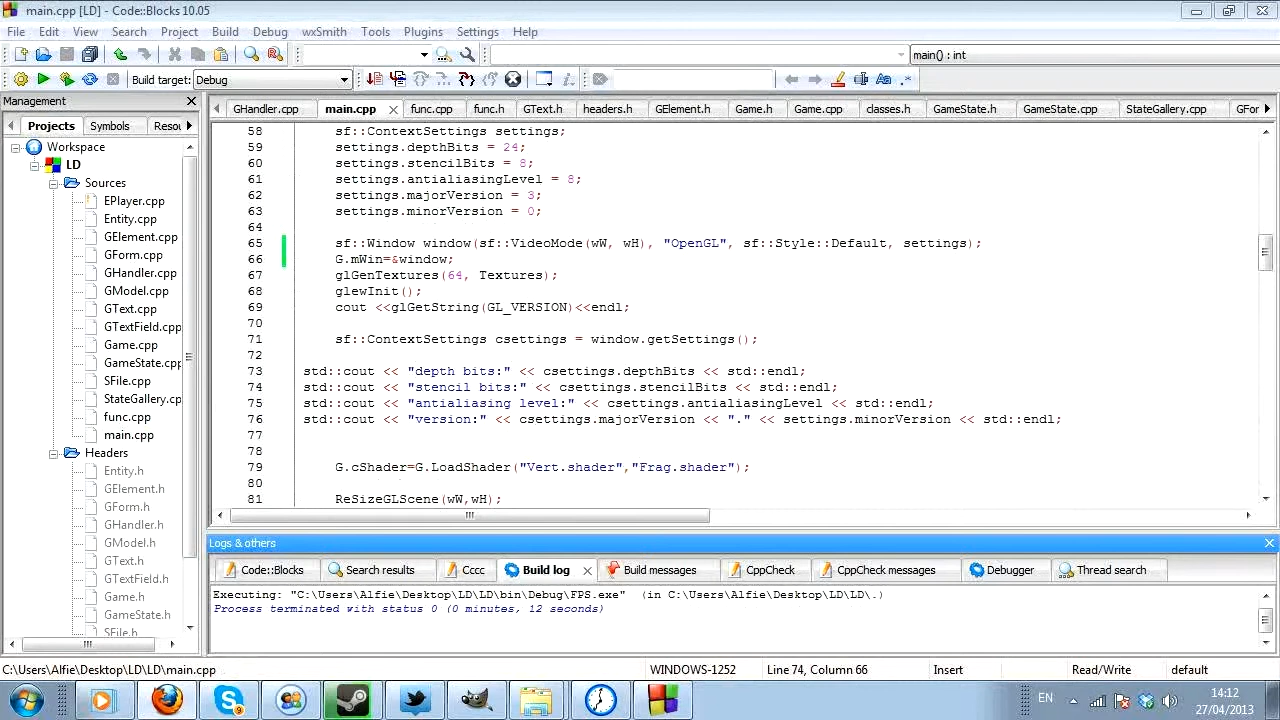 main.cpp [LD] - Code::Blocks 10.05
File Edit View Search Project Build Debug wxSmith Tools Plugins Settings Help
main() : int
Build target: Debug
Management
Projects Symbols Resou
Workspace
LD
Sources
EPlayer.cpp
Entity.cpp
GElement.cpp
GForm.cpp
GHandler.cpp
GModel.cpp
GText.cpp
GTextField.cpp
Game.cpp
GameState.cpp
SFile.cpp
StateGallery.cp
func.cpp
main.cpp
Headers
Entity.h
GElement.h
GForm.h
GHandler.h
GModel.h
GText.h
GTextField.h
Game.h
GameState.h
SFile.h
GHandler.cpp main.cpp func.cpp func.h GText.h headers.h GElement.h Game.h Game.cpp classes.h GameState.h GameState.cpp StateGallery.cpp GFor
58 sf::ContextSettings settings;
59 settings.depthBits = 24;
60 settings.stencilBits = 8;
61 settings.antialiasingLevel = 8;
62 settings.majorVersion = 3;
63 settings.minorVersion = 0;
64
65 sf::Window window(sf::VideoMode(wW, wH), "OpenGL", sf::Style::Default, settings);
66 G.mWin=&window;
67 glGenTextures(64, Textures);
68 glewInit();
69 cout <<glGetString(GL_VERSION)<<endl;
70
71 sf::ContextSettings csettings = window.getSettings();
72
73 std::cout << "depth bits:" << csettings.depthBits << std::endl;
74 std::cout << "stencil bits:" << csettings.stencilBits << std::endl;
75 std::cout << "antialiasing level:" << csettings.antialiasingLevel << std::endl;
76 std::cout << "version:" << csettings.majorVersion << "." << settings.minorVersion << std::endl;
77
78
79 G.cShader=G.LoadShader("Vert.shader","Frag.shader");
80
81 ReSizeGLScene(wW,wH);
Logs & others
Code::Blocks Search results Cccc Build log Build messages CppCheck CppCheck messages Debugger Thread search
Executing: "C:\Users\Alfie\Desktop\LD\LD\bin\Debug\FPS.exe" (in C:\Users\Alfie\Desktop\LD\LD\.)
Process terminated with status 0 (0 minutes, 12 seconds)
C:\Users\Alfie\Desktop\LD\LD\main.cpp WINDOWS-1252 Line 74, Column 66 Insert Read/Write default
EN
14:12
27/04/2013